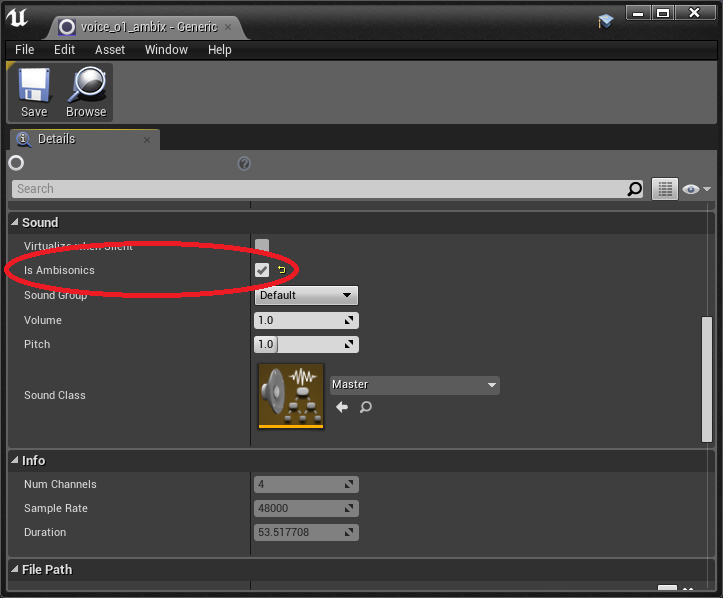 voice_o1_ambix - Generic
File Edit Asset Window Help
Save Browse
Details
Search
Sound
Virtualize when Silent
Is Ambisonics
Sound Group Default
Volume 1.0
Pitch 1.0
Sound Class Master
Info
Num Channels 4
Sample Rate 48000
Duration 53.517708
File Path